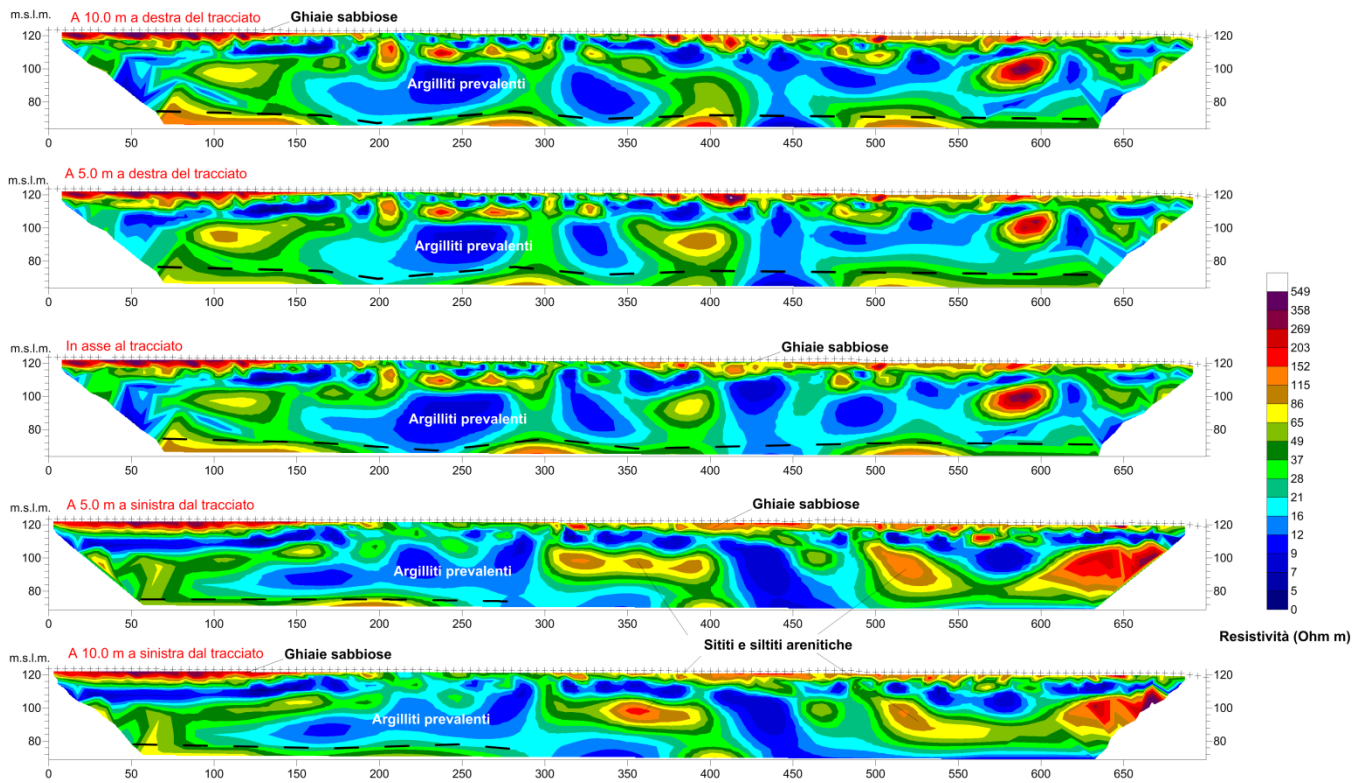 m.s.l.m.
A 10.0 m a destra del tracciato
Ghiaie sabbiose
120
100
80
Argilliti prevalenti
120
100
80
0 50 100 150 200 250 300 350 400 450 500 550 600 650
m.s.l.m.
A 5.0 m a destra del tracciato
120
100
80
Argilliti prevalenti
120
100
80
0 50 100 150 200 250 300 350 400 450 500 550 600 650
m.s.l.m.
In asse al tracciato
Ghiaie sabbiose
120
100
80
Argilliti prevalenti
120
100
80
0 50 100 150 200 250 300 350 400 450 500 550 600 650
m.s.l.m.
A 5.0 m a sinistra dal tracciato
Ghiaie sabbiose
120
100
80
Argilliti prevalenti
120
100
80
0 50 100 150 200 250 300 350 400 450 500 550 600 650
Sititi e siltiti arenitiche
m.s.l.m.
A 10.0 m a sinistra dal tracciato
Ghiaie sabbiose
120
100
80
Argilliti prevalenti
120
100
80
0 50 100 150 200 250 300 350 400 450 500 550 600 650
549
358
269
203
152
115
86
65
49
37
28
21
16
12
9
7
5
0
Resistività (Ohm m)